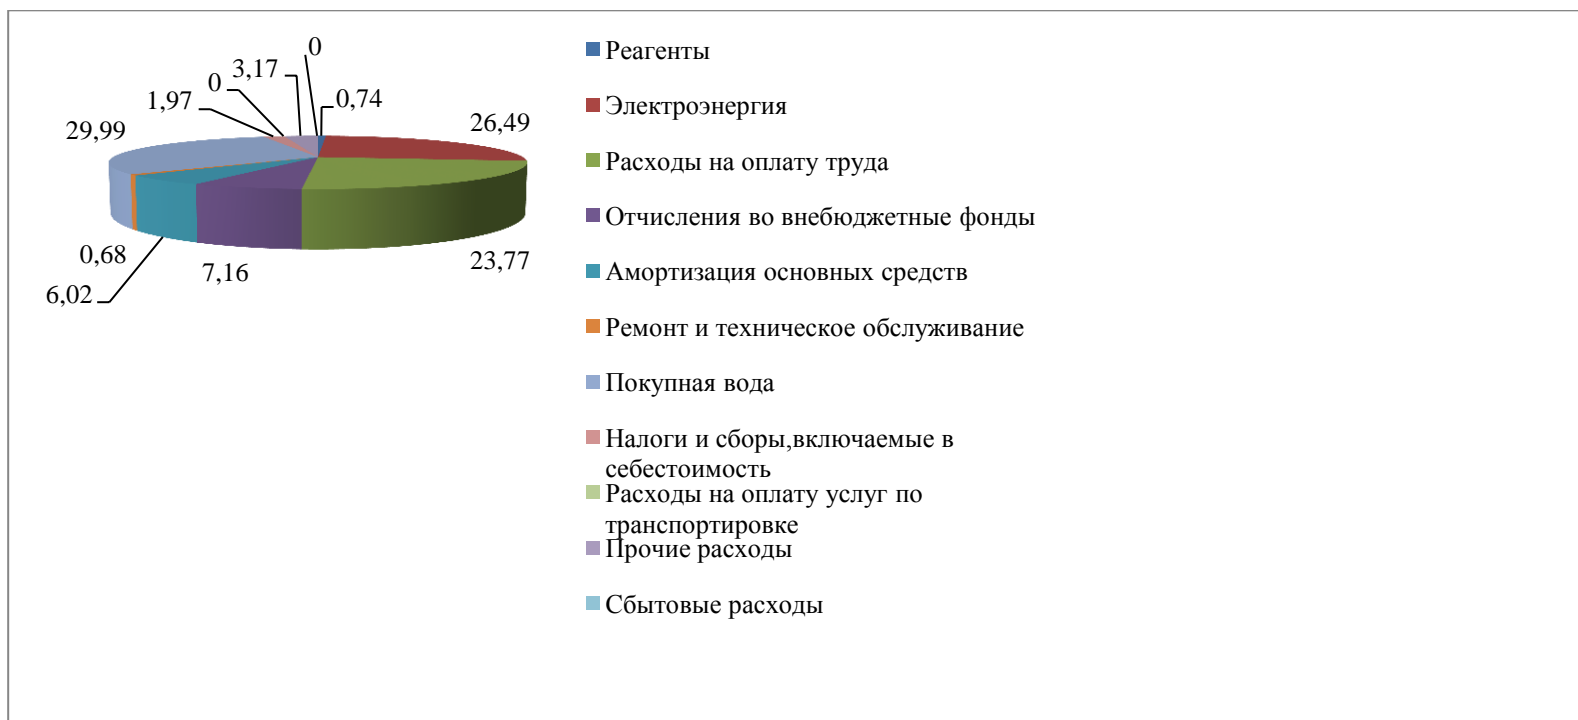 0
3,17
0
0,74
1,97
29,99
26,49
0,68
7,16
23,77
6,02
Реагенты
Электроэнергия
Расходы на оплату труда
Отчисления во внебюджетные фонды
Амортизация основных средств
Ремонт и техническое обслуживание
Покупная вода
Налоги и сборы,включаемые в
себестоимость
Расходы на оплату услуг по
транспортировке
Прочие расходы
Сбытовые расходы